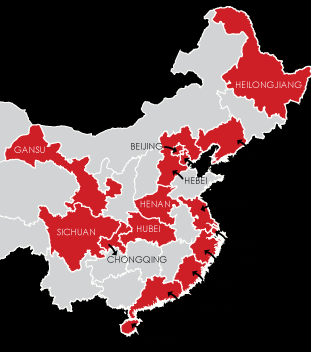 HEILONGJIANG
BEIJING
GANSU
HEBEI
HENAN
HUBEI
SICHUAN
CHONGQING